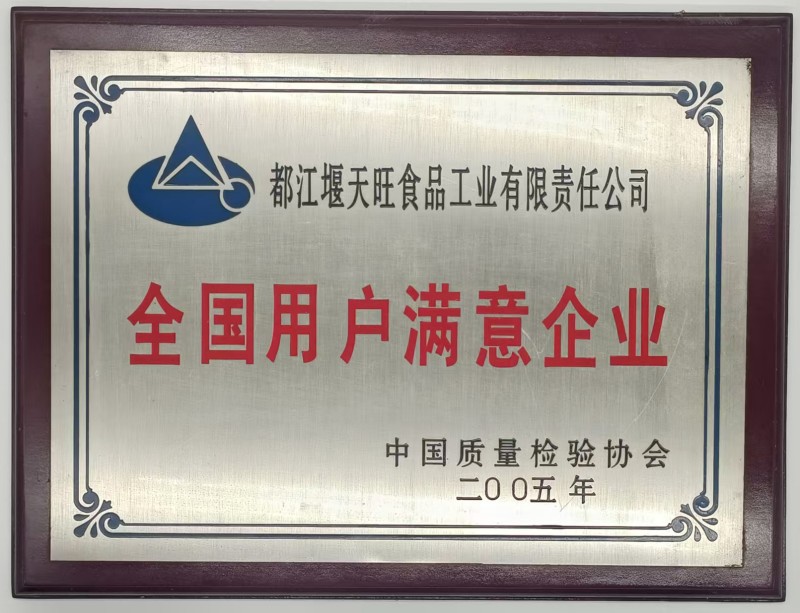 都江堰天旺食品工业有限责任公司
全国用户满意企业
中国质量检验协会
二00五年